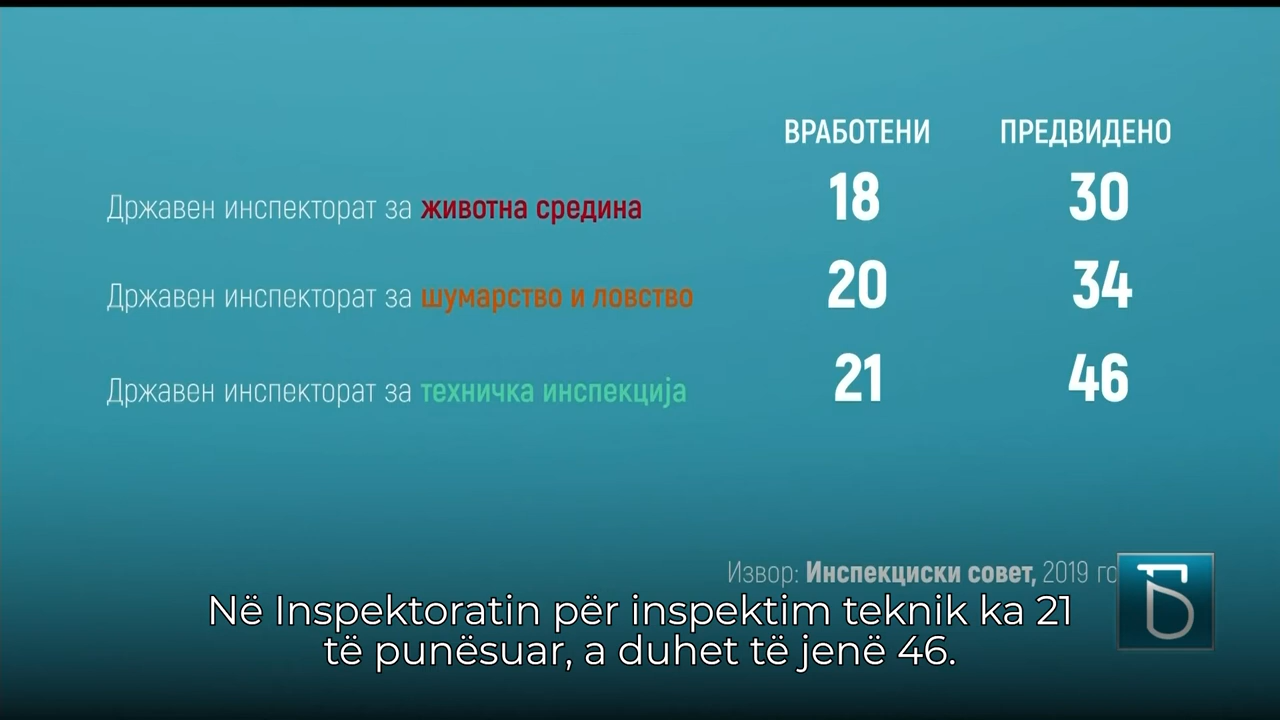 ВРАБОТЕНИ ПРЕДВИДЕНО
Државен инспекторат за животна средина 18 30
Државен инспекторат за шумарство и ловство 20 34
Државен инспекторат за техничка инспекција 21 46
Извор: Инспекциски совет, 2019
Në Inspektoratin për inspektim teknik ka 21
të punësuar, a duhet të jenë 46.